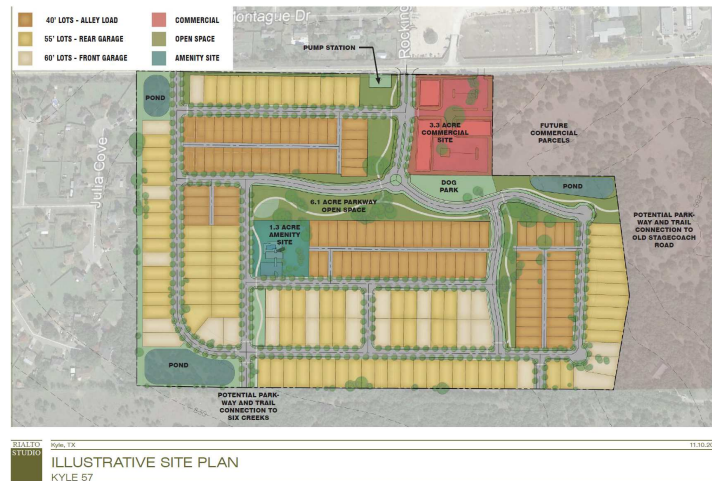 40' LOTS - ALLEY LOAD
55' LOTS - REAR GARAGE
60' LOTS - FRONT GARAGE
COMMERCIAL
OPEN SPACE
AMENITY SITE
Montague Dr
PUMP STATION
Julia Cove
POND
3.3 ACRE
COMMERCIAL
SITE
FUTURE
COMMERCIAL
PARCELS
DOG
PARK
POND
6.1 ACRE PARKWAY
OPEN SPACE
1.3 ACRE
AMENITY
SITE
POTENTIAL PARK-
WAY AND TRAIL
CONNECTION TO
OLD STAGECOACH
ROAD
POND
POTENTIAL PARK-
WAY AND TRAIL
CONNECTION TO
SIX CREEKS
RIALTO
STUDIO
Kyle, TX
11.10.20
ILLUSTRATIVE SITE PLAN
KYLE 57